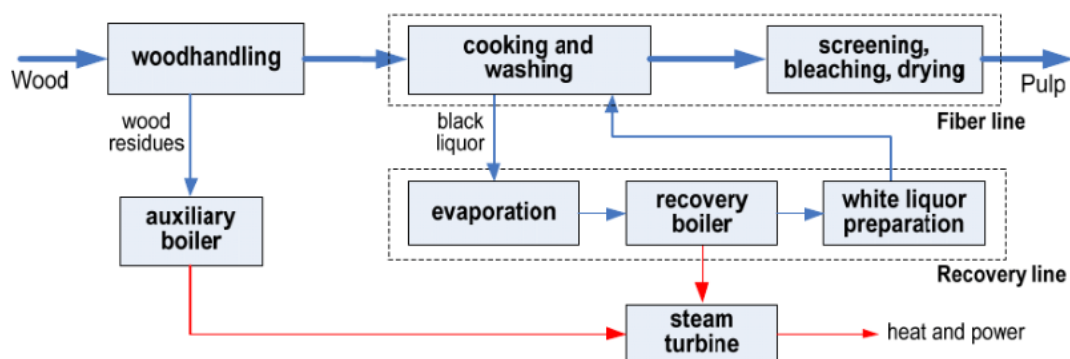 Wood
woodhandling
cooking and
washing
screening,
bleaching, drying
Pulp
Fiber line
wood
residues
black
liquor
auxiliary
boiler
evaporation
recovery
boiler
white liquor
preparation
Recovery line
steam
turbine
heat and power